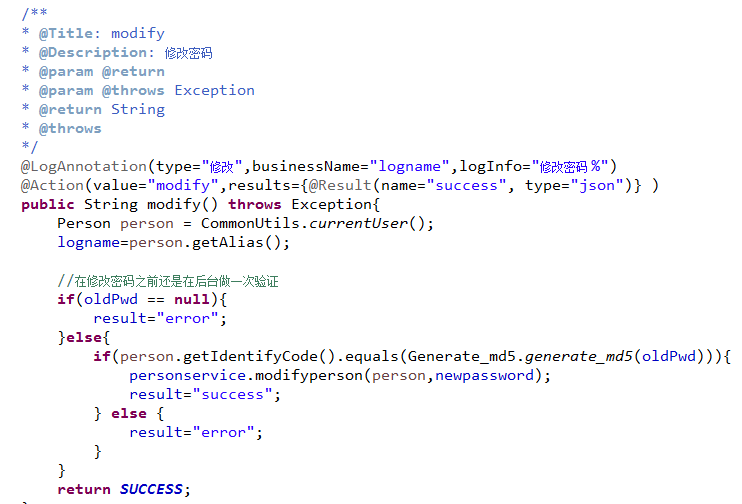 /**
* @Title: modify
* @Description: 修改密码
* @param @return
* @param @throws Exception
* @return String
* @throws
*/
@LogAnnotation(type="修改",businessName="logname",logInfo="修改密码%")
@Action(value="modify",results={@Result(name="success", type="json")} )
public String modify() throws Exception{
    Person person = CommonUtils.currentUser();
    logname=person.getAlias();

    //在修改密码之前还是在后台做一次验证
    if(oldPwd == null){
        result="error";
    }else{
        if(person.getIdentifyCode().equals(Generate_md5.generate_md5(oldPwd))){
            personservice.modifyperson(person,newpassword);
            result="success";
        } else {
            result="error";
        }
    }
    return SUCCESS;